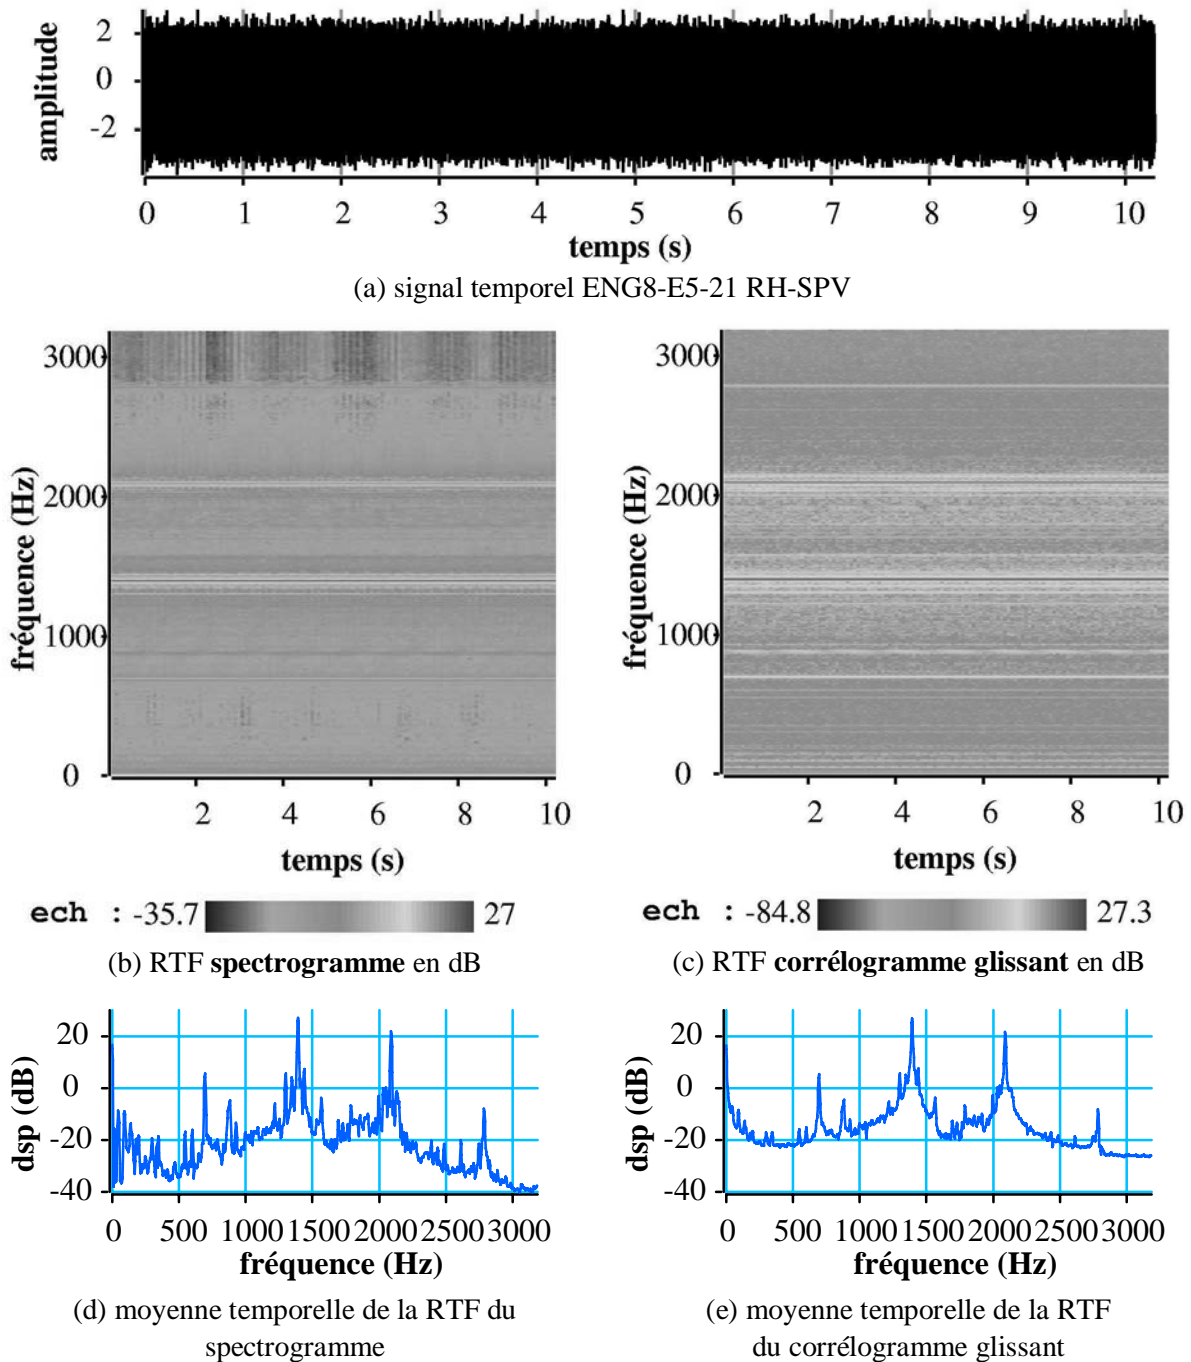 amplitude
2
0
-2
0 1 2 3 4 5 6 7 8 9 10
temps (s)
(a) signal temporel ENG8-E5-21 RH-SPV
fréquence (Hz)
3000
2000
1000
0
2 4 6 8 10
temps (s)
ech : -35.7 27
(b) RTF spectrogramme en dB
fréquence (Hz)
3000
2000
1000
0
2 4 6 8 10
temps (s)
ech : -84.8 27.3
(c) RTF corrélogramme glissant en dB
dsp (dB)
20
0
-20
-40
0 500 1000 1500 2000 2500 3000
fréquence (Hz)
(d) moyenne temporelle de la RTF du
spectrogramme
dsp (dB)
20
0
-20
-40
0 500 1000 1500 2000 2500 3000
fréquence (Hz)
(e) moyenne temporelle de la RTF
du corrélogramme glissant